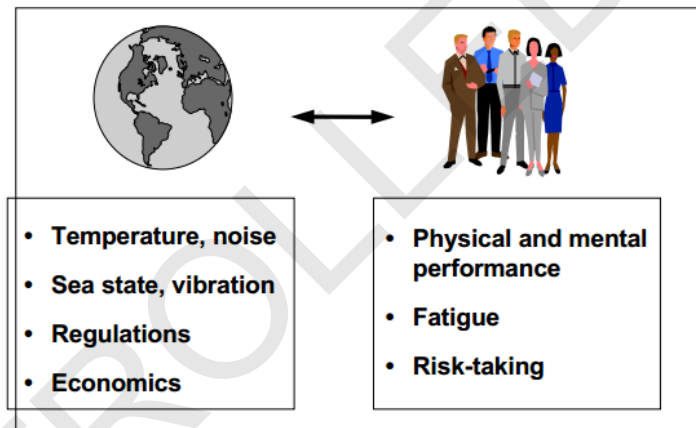 • Temperature, noise
• Sea state, vibration
• Regulations
• Economics
• Physical and mental
performance
• Fatigue
• Risk-taking